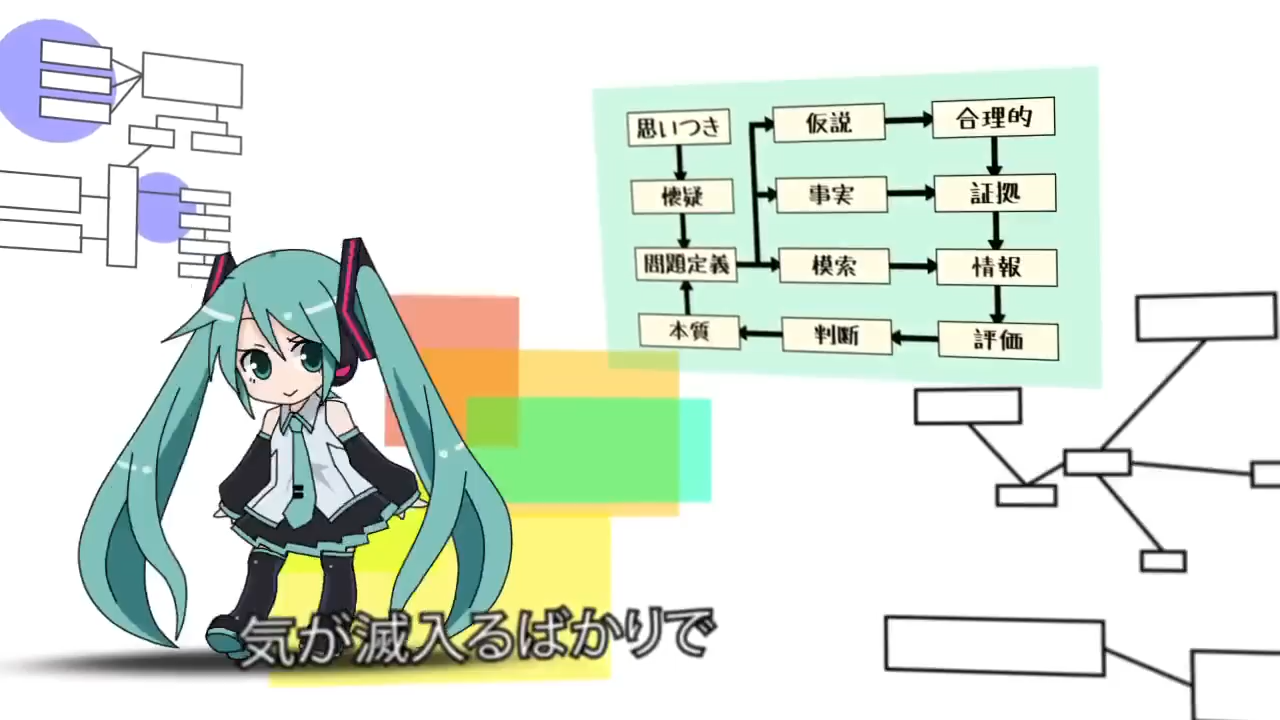 思いつき
懐疑
問題定義
本質
仮説
事実
模索
判断
合理的
証拠
情報
評価
気が滅入るばかりで